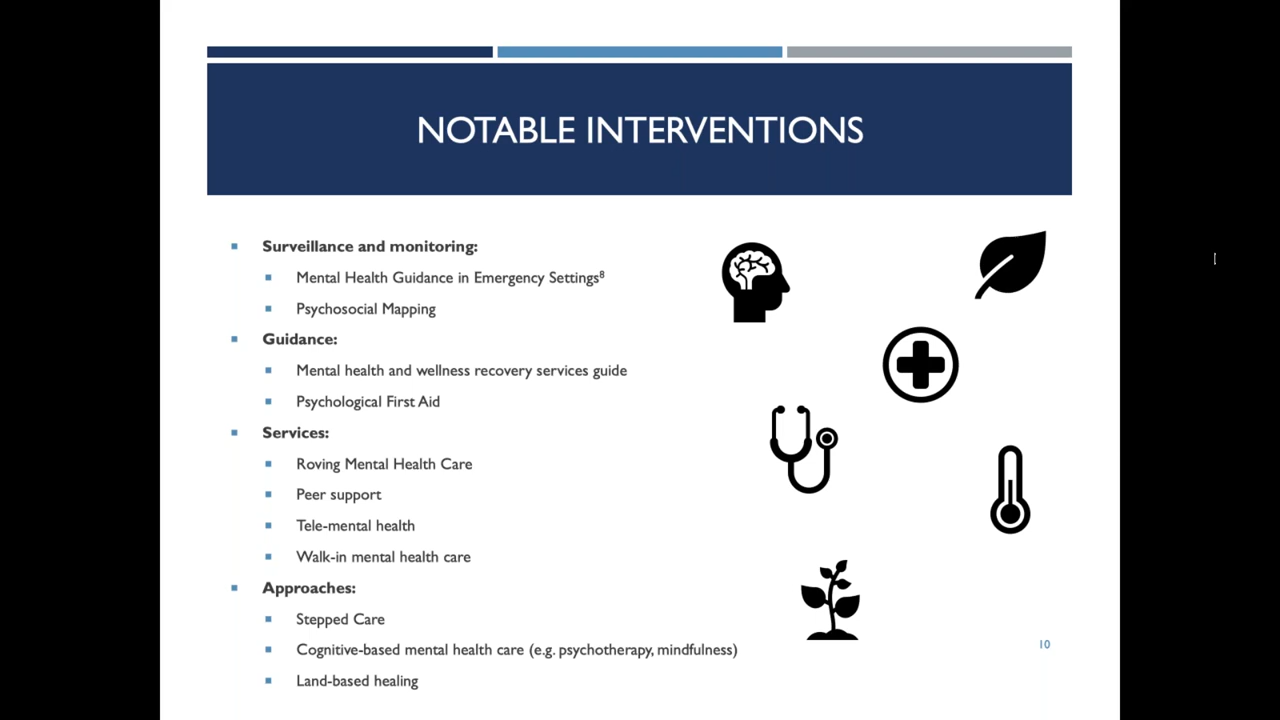 NOTABLE INTERVENTIONS
Surveillance and monitoring:
Mental Health Guidance in Emergency Settings⁸
Psychosocial Mapping
Guidance:
Mental health and wellness recovery services guide
Psychological First Aid
Services:
Roving Mental Health Care
Peer support
Tele-mental health
Walk-in mental health care
Approaches:
Stepped Care
Cognitive-based mental health care (e.g. psychotherapy, mindfulness)
Land-based healing
10